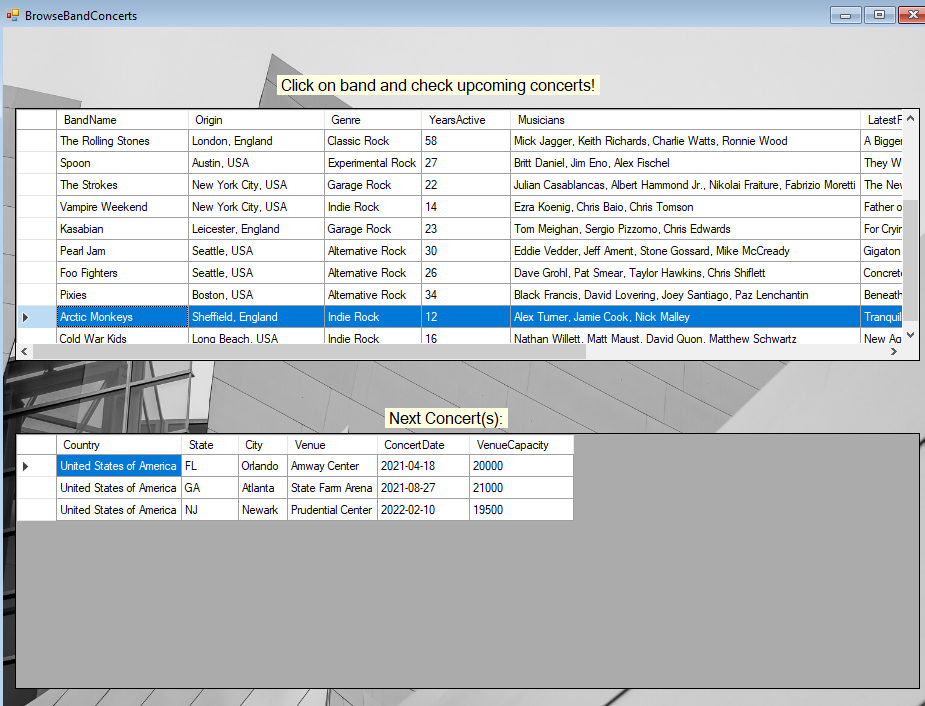 BrowseBandConcerts
Click on band and check upcoming concerts!
BandName Origin Genre YearsActive Musicians LatestF
The Rolling Stones London, England Classic Rock 58 Mick Jagger, Keith Richards, Charlie Watts, Ronnie Wood A Bigger
Spoon Austin, USA Experimental Rock 27 Britt Daniel, Jim Eno, Alex Fischel They W
The Strokes New York City, USA Garage Rock 22 Julian Casablancas, Albert Hammond Jr., Nikolai Fraiture, Fabrizio Moretti The Nev
Vampire Weekend New York City, USA Indie Rock 14 Ezra Koenig, Chris Baio, Chris Tomson Father o
Kasabian Leicester, England Garage Rock 23 Tom Meighan, Sergio Pizzorno, Chris Edwards For Cryin
Pearl Jam Seattle, USA Alternative Rock 30 Eddie Vedder, Jeff Ament, Stone Gossard, Mike McCready Gigaton
Foo Fighters Seattle, USA Alternative Rock 26 Dave Grohl, Pat Smear, Taylor Hawkins, Chris Shiflett Concrete
Pixies Boston, USA Alternative Rock 34 Black Francis, David Lovering, Joey Santiago, Paz Lenchantin Beneath
Arctic Monkeys Sheffield, England Indie Rock 12 Alex Turner, Jamie Cook, Nick Malley Tranquil
Cold War Kids Long Beach, USA Indie Rock 16 Nathan Willett, Matt Maust, David Quon, Matthew Schwartz New Ag
Next Concert(s):
Country State City Venue ConcertDate VenueCapacity
United States of America FL Orlando Amway Center 2021-04-18 20000
United States of America GA Atlanta State Farm Arena 2021-08-27 21000
United States of America NJ Newark Prudential Center 2022-02-10 19500